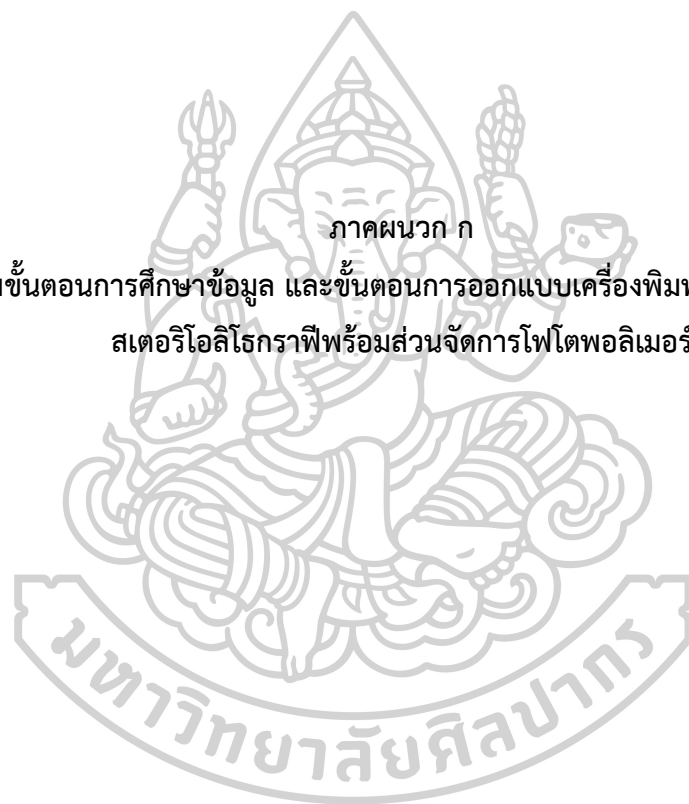 ภาคผนวก ก
ขั้นตอนการศึกษาข้อมูล และขั้นตอนการออกแบบเครื่องพิมพ์
สเตอริโอลิโธกราฟีพร้อมส่วนจัดการโฟโตพอลิเมอร์
มหาวิทยาลัยศิลปากร